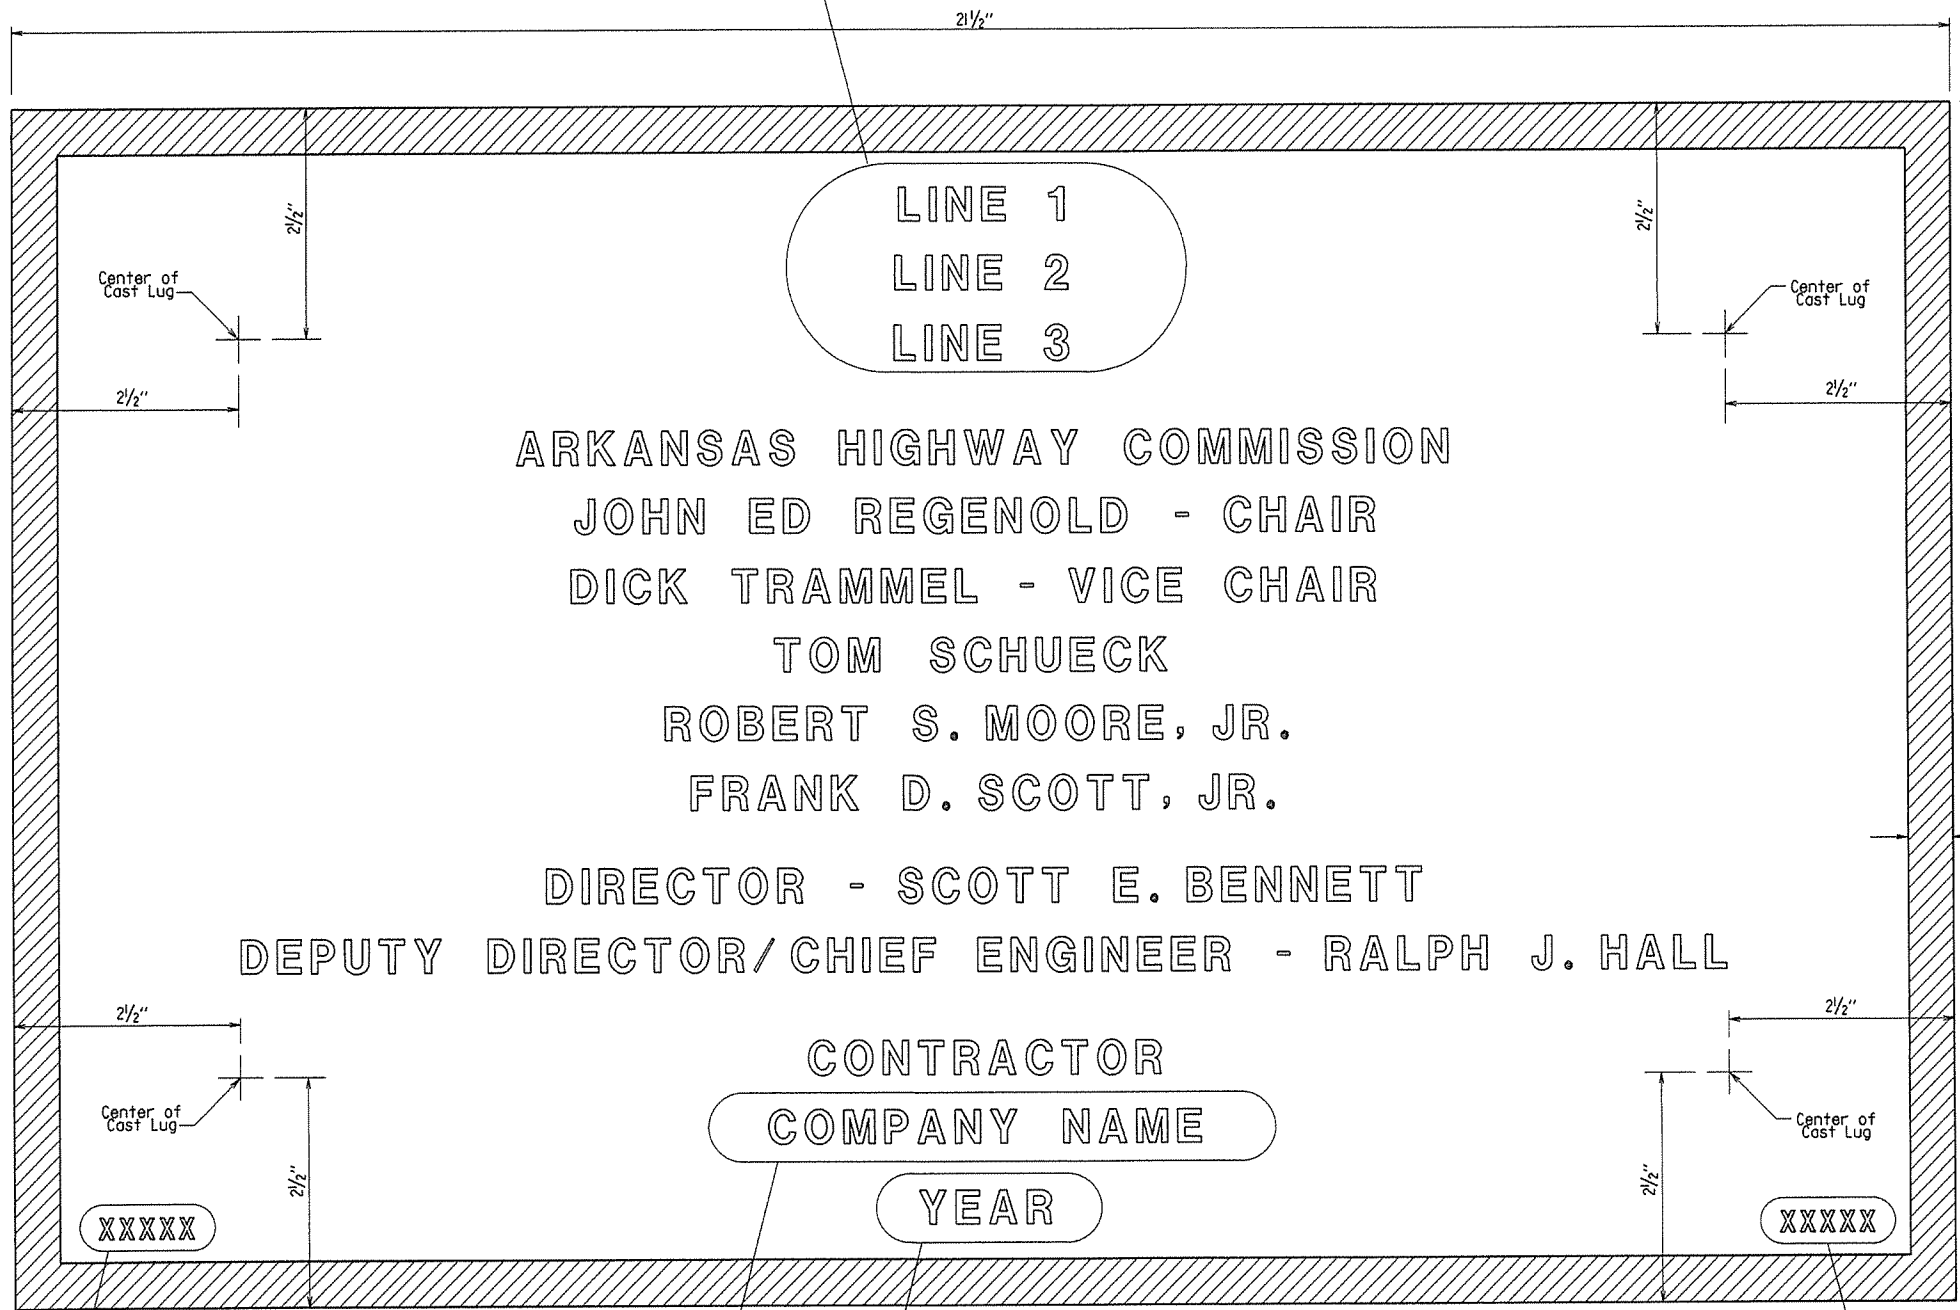 21½"
2½"
2½"
LINE 1
LINE 2
LINE 3
Center of
Cast Lug
Center of
Cast Lug
2½"
2½"
ARKANSAS HIGHWAY COMMISSION
JOHN ED REGENOLD - CHAIR
DICK TRAMMEL - VICE CHAIR
TOM SCHUECK
ROBERT S. MOORE, JR.
FRANK D. SCOTT, JR.
DIRECTOR - SCOTT E. BENNETT
DEPUTY DIRECTOR/CHIEF ENGINEER - RALPH J. HALL
2½"
2½"
CONTRACTOR
Center of
Cast Lug
COMPANY NAME
Center of
Cast Lug
2½"
2½"
YEAR
XXXXX
XXXXX